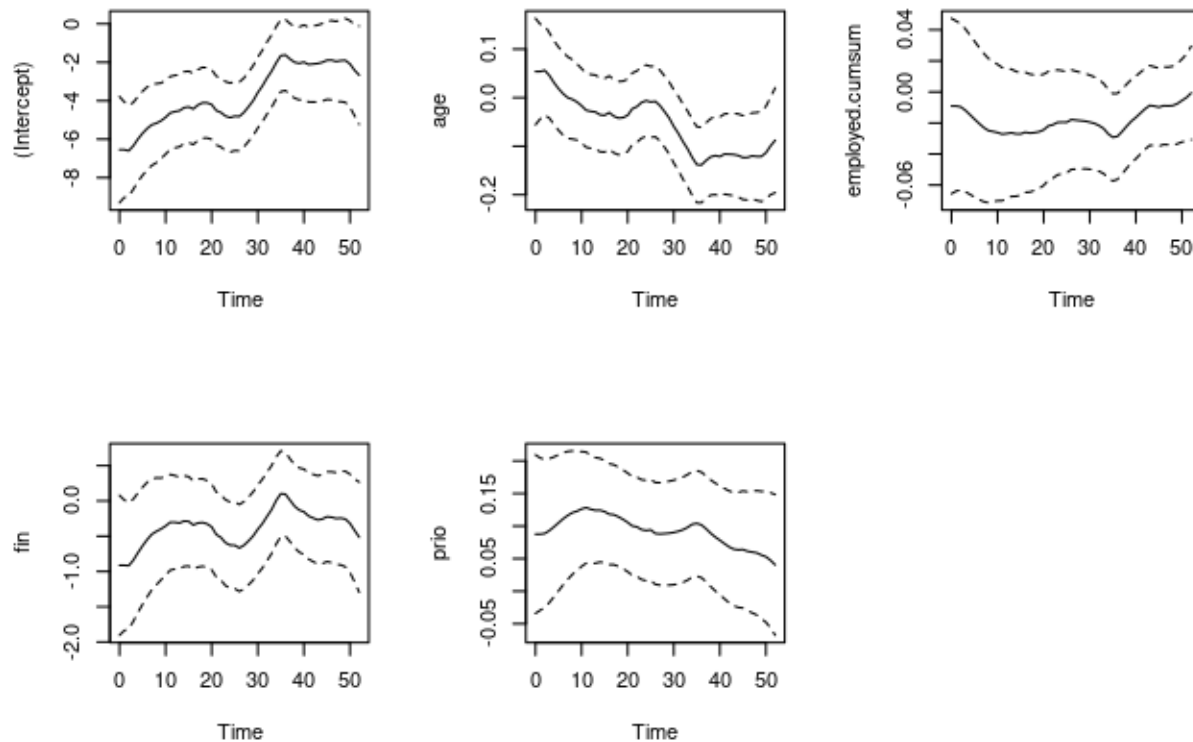 (Intercept)
0
-2
-4
-6
-8
0 10 20 30 40 50
Time
age
0.1
0.0
-0.2
0 10 20 30 40 50
Time
employed.cumsum
0.04
0.00
-0.06
0 10 20 30 40 50
Time
fin
0.0
-1.0
-2.0
0 10 20 30 40 50
Time
prio
0.15
0.05
-0.05
0 10 20 30 40 50
Time